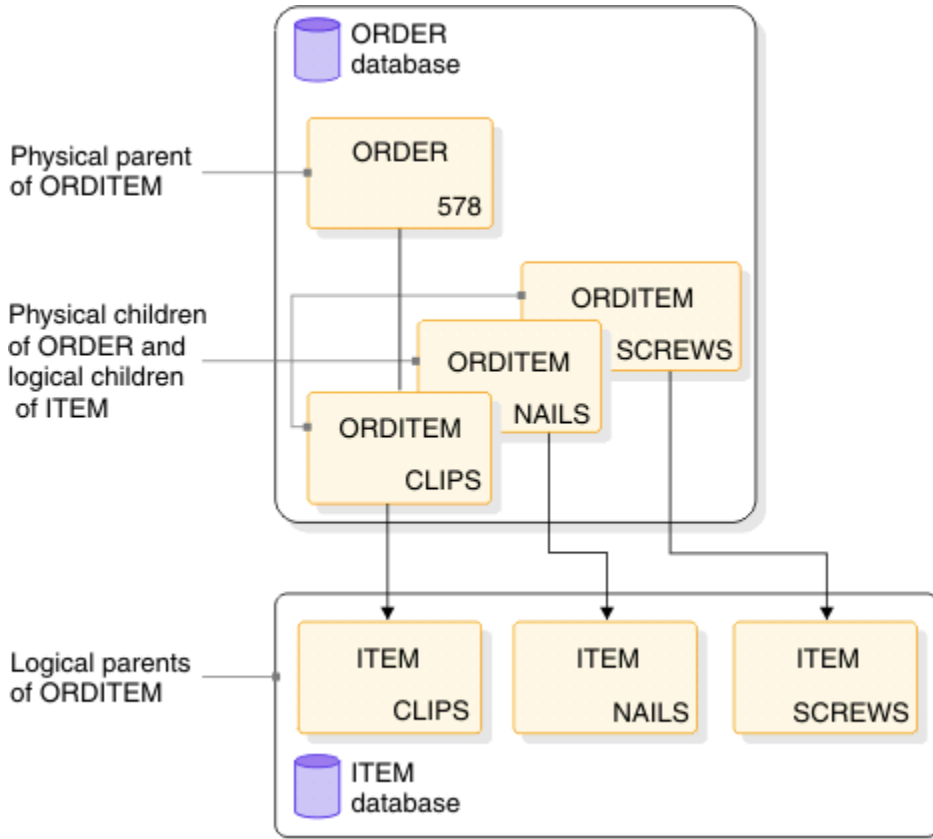 ORDER
database
Physical parent
of ORDITEM
ORDER
578
Physical children
of ORDER and
logical children
of ITEM
ORDITEM
SCREWS
ORDITEM
NAILS
ORDITEM
CLIPS
Logical parents
of ORDITEM
ITEM
CLIPS
ITEM
NAILS
ITEM
SCREWS
ITEM
database